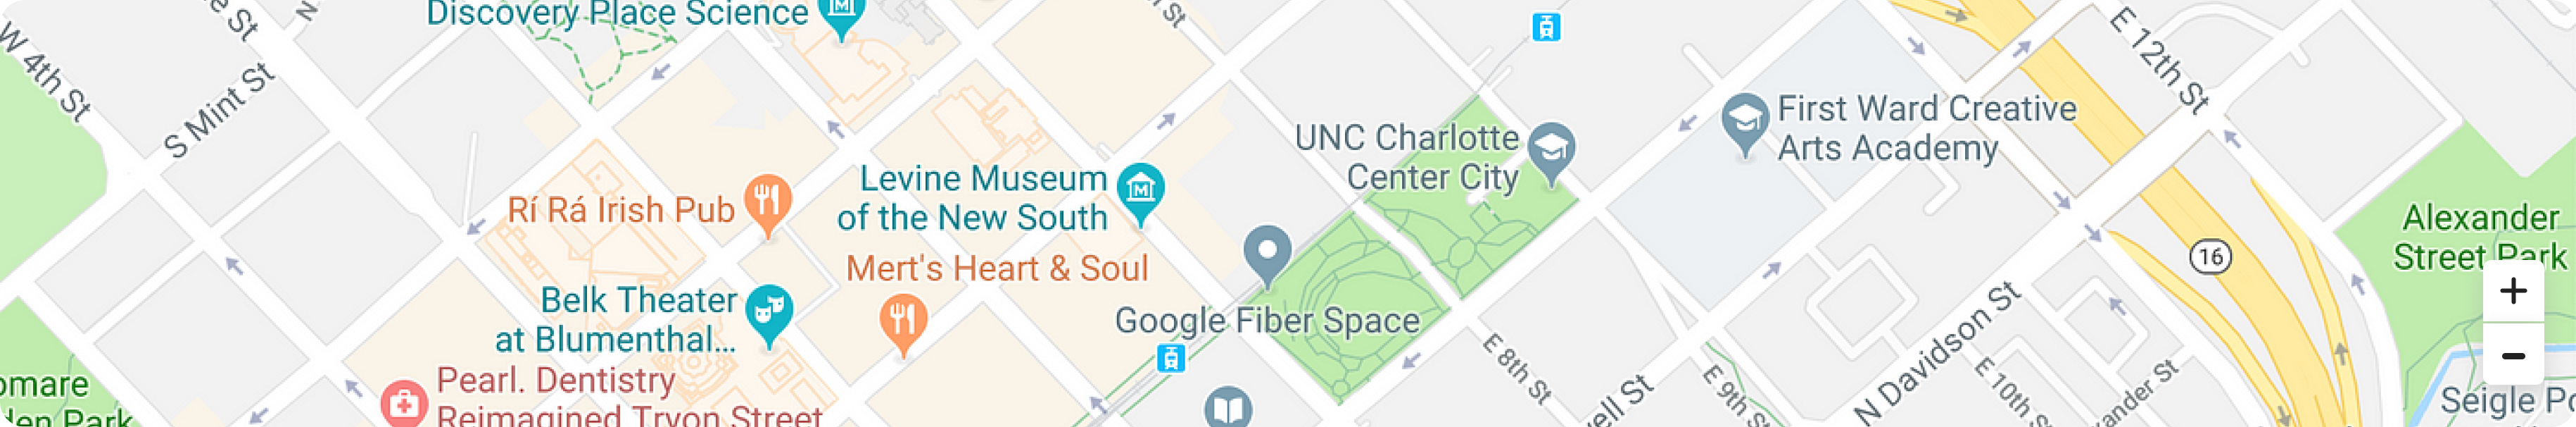 Discovery Place Science
W 4th St
S Mint St
E 12th St
First Ward Creative
Arts Academy
UNC Charlotte
Center City
Levine Museum
of the New South
Rí Rá Irish Pub
Alexander
Street Park
16
Mert's Heart & Soul
Belk Theater
at Blumenthal...
Google Fiber Space
+
−
Pearl. Dentistry
Reimagined Tryon Street
E 8th St
E 9th St
N Davidson St
E 10th St
Seigle